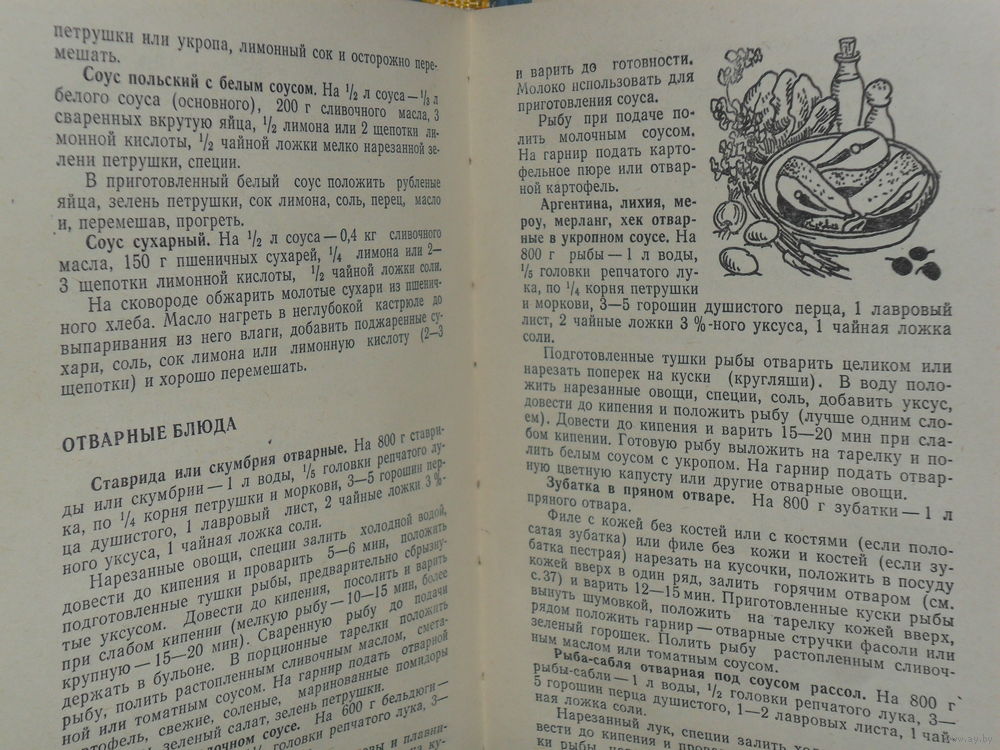 петрушки или укропа, лимонный сок и осторожно пере-
мешать.
Соус польский с белым соусом. На 1/2 л соуса — 1/3 л
белого соуса (основного), 200 г сливочного масла, 3
сваренных вкрутую яйца, 1/2 лимона или 2 щепотки ли-
монной кислоты, 1/2 чайной ложки мелко нарезанной зе-
лени петрушки, специи.
В приготовленный белый соус положить рубленые
яйца, зелень петрушки, сок лимона, соль, перец, масло
и, перемешав, прогреть.
Соус сухарный. На 1/2 л соуса — 0,4 кг сливочного
масла, 150 г пшеничных сухарей, 1/4 лимона или 2—
3 щепотки лимонной кислоты, 1/2 чайной ложки соли.
На сковороде обжарить молотые сухари из пшенич-
ного хлеба. Масло нагреть в неглубокой кастрюле до
выпаривания из него влаги, добавить поджаренные су-
хари, соль, сок лимона или лимонную кислоту (2—3
щепотки) и хорошо перемешать.
ОТВАРНЫЕ БЛЮДА
Ставрида или скумбрия отварные. На 800 г ставри-
ды или скумбрии — 1 л воды, 1/5 головки репчатого лу-
ка, по 1/4 корня петрушки и моркови, 3—5 горошин пер-
ца душистого, 1 лавровый лист, 2 чайные ложки 3 %-
ного уксуса, 1 чайная ложка соли.
Нарезанные овощи, специи залить холодной водой,
довести до кипения и проварить 5—6 мин, положить
подготовленные тушки рыбы, предварительно сбрызну-
тые уксусом. Довести до кипения, посолить и варить
при слабом кипении (мелкую рыбу — 10—15 мин, более
крупную — 15—20 мин). Сваренную рыбу до подачи
держать в бульоне. В порционные тарелки положить
рыбу, полить растопленным сливочным маслом, смета-
ной или томатным соусом. На гарнир подать отварной
картофель, свежие, соленые, маринованные помидоры
зеленый салат, зелень петрушки.
молочном соусе. На 600 г бельдюги —
головки репчатого лука, 3—
и плавни-
и варить до готовности.
Молоко использовать для
приготовления соуса.
Рыбу при подаче по-
лить молочным соусом.
На гарнир подать карто-
фельное пюре или отвар-
ной картофель.
Аргентина, лихия, ме-
роу, мерланг, хек отвар-
ные в укропном соусе. На
800 г рыбы — 1 л воды,
1/5 головки репчатого лу-
ка, по 1/4 корня петрушки
и моркови, 3—5 горошин душистого перца, 1 лавровый
лист, 2 чайные ложки 3 %-ного уксуса, 1 чайная ложка
соли.
Подготовленные тушки рыбы отварить целиком или
нарезать поперек на куски (кругляши). В воду поло-
жить нарезанные овощи, специи, соль, добавить уксус,
довести до кипения и положить рыбу (лучше одним сло-
ем). Довести до кипения и варить 15—20 мин при сла-
бом кипении. Готовую рыбу выложить на тарелку и по-
лить белым соусом с укропом. На гарнир подать отвар-
ную цветную капусту или другие отварные овощи.
Зубатка в пряном отваре. На 800 г зубатки — 1 л
пряного отвара.
Филе с кожей без костей или с костями (если поло-
сатая зубатка) или филе без кожи и костей (если зу-
батка пестрая) нарезать на кусочки, положить в посуду
кожей вверх в один ряд, залить горячим отваром (см.
с. 37) и варить 12—15 мин. Приготовленные куски рыбы
вынуть шумовкой, положить на тарелку кожей вверх,
рядом положить гарнир — отварные стручки фасоли или
зеленый горошек. Полить рыбу растопленным сливоч-
ным маслом или томатным соусом.
Рыба-сабля отварная под соусом рассол. На 800 г
рыбы-сабли — 1 л воды, 1/2 головки репчатого лука, 3—
5 горошин перца душистого, 1—2 лавровых листа, 1 чай-
ная ложка соли.
Нарезанный лук, специи залить холодной водой, до-
вести до кипения и
ки рыбы